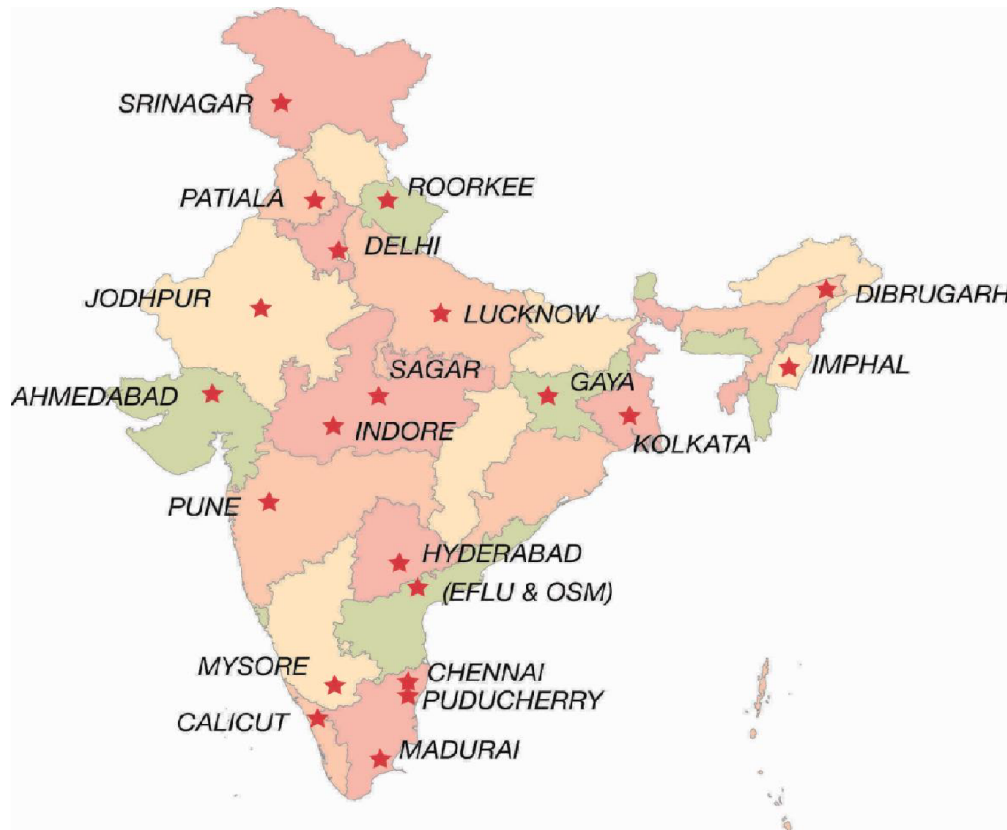 SRINAGAR
PATIALA
ROORKEE
DELHI
JODHPUR
LUCKNOW
DIBRUGARH
SAGAR
GAYA
IMPHAL
AHMEDABAD
INDORE
KOLKATA
PUNE
HYDERABAD
(EFLU & OSM)
MYSORE
CHENNAI
PUDUCHERRY
CALICUT
MADURAI